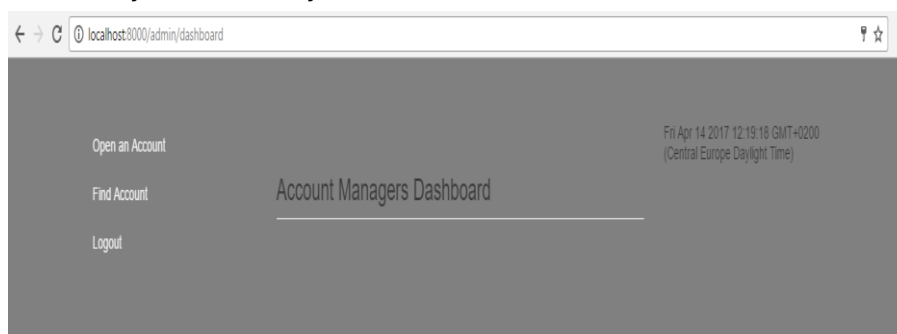 localhost:8000/admin/dashboard
Open an Account
Find Account
Logout
Account Managers Dashboard
Fri Apr 14 2017 12:19:18 GMT+0200
(Central Europe Daylight Time)